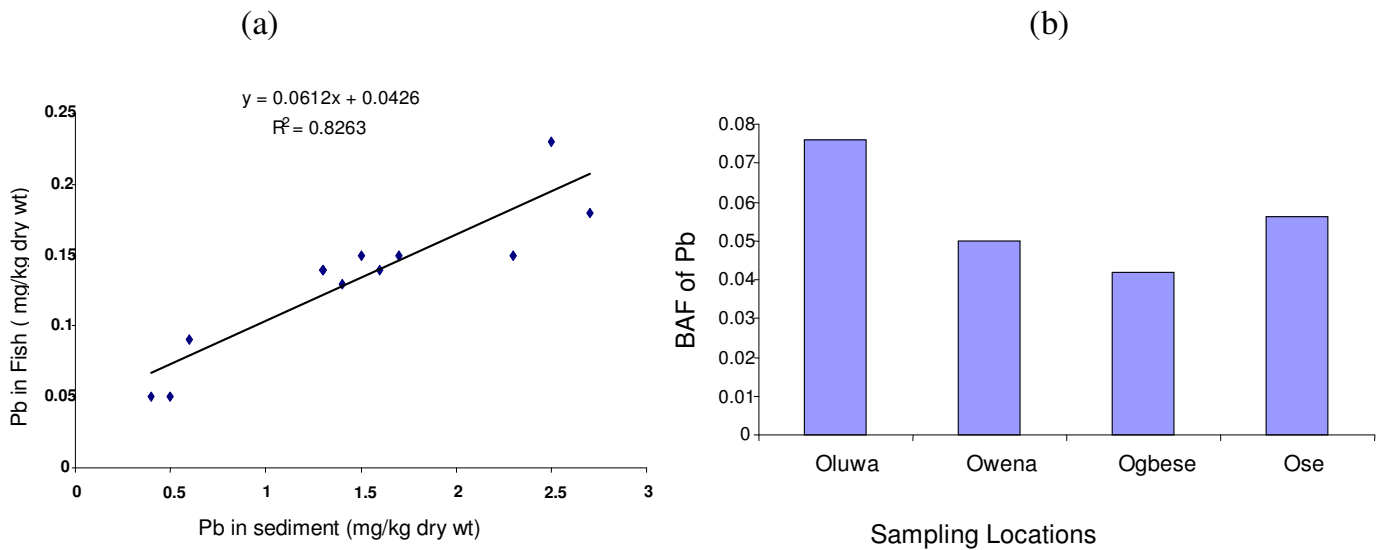 (a)
y = 0.0612x + 0.0426
R² = 0.8263
0.25
0.2
0.15
0.1
0.05
0
0 0.5 1 1.5 2 2.5 3
Pb in Fish ( mg/kg dry wt)
Pb in sediment (mg/kg dry wt)
(b)
0.08
0.07
0.06
0.05
0.04
0.03
0.02
0.01
0
BAF of Pb
Oluwa Owena Ogbese Ose
Sampling Locations